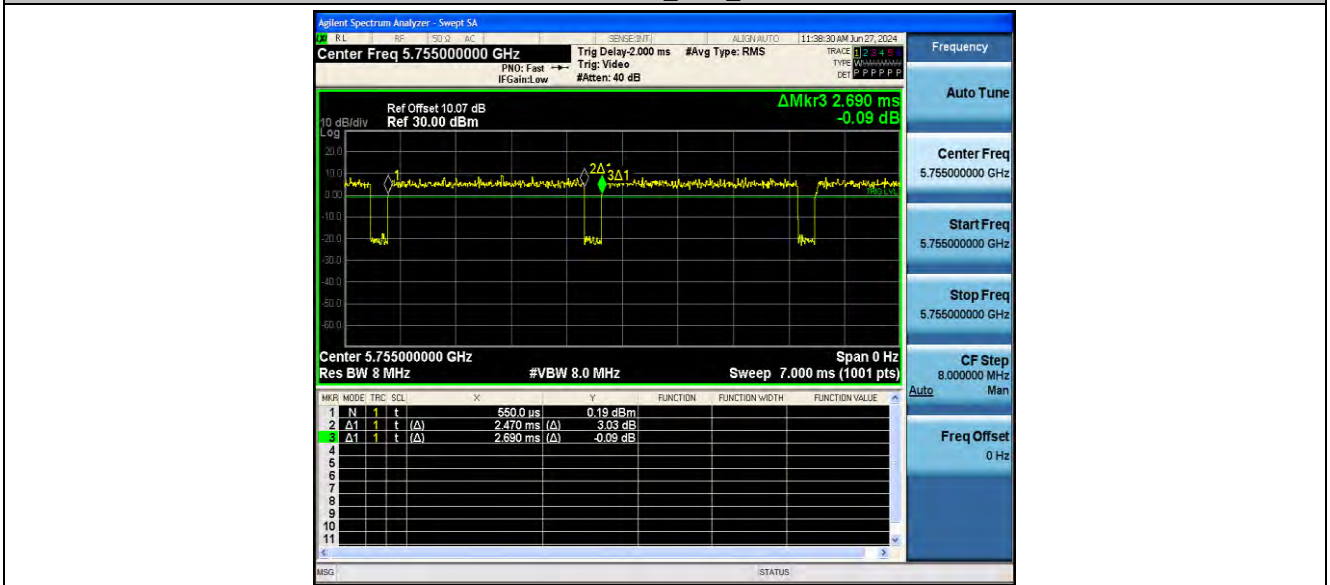 Agilent Spectrum Analyzer - Swept SA
RL RF 50 Ω AC SENSE:INT ALIGN AUTO 11:38:30 AM Jun 27, 2024
Center Freq 5.755000000 GHz Trig Delay-2.000 ms #Avg Type: RMS TRACE 1 2 3 4 5 6
PNO: Fast Trig: Video TYPE
IFGain:Low #Atten: 40 dB DET P P P P P P
Frequency
Auto Tune
Center Freq
5.755000000 GHz
Start Freq
5.755000000 GHz
Stop Freq
5.755000000 GHz
CF Step
8.000000 MHz
Auto Man
Freq Offset
0 Hz
ΔMkr3 2.690 ms
-0.09 dB
Ref Offset 10.07 dB
10 dB/div Ref 30.00 dBm
Log
20.0
10.0
0.00
-10.0
-20.0
-30.0
-40.0
-50.0
-60.0
1
2Δ1
3Δ1
TRIG LVL
Center 5.755000000 GHz Span 0 Hz
Res BW 8 MHz #VBW 8.0 MHz Sweep 7.000 ms (1001 pts)
MKR MODE TRC SCL X Y FUNCTION FUNCTION WIDTH FUNCTION VALUE
1 N 1 t 550.0 µs 0.19 dBm
2 Δ1 1 t (Δ) 2.470 ms (Δ) 3.03 dB
3 Δ1 1 t (Δ) 2.690 ms (Δ) -0.09 dB
4
5
6
7
8
9
10
11
MSG STATUS